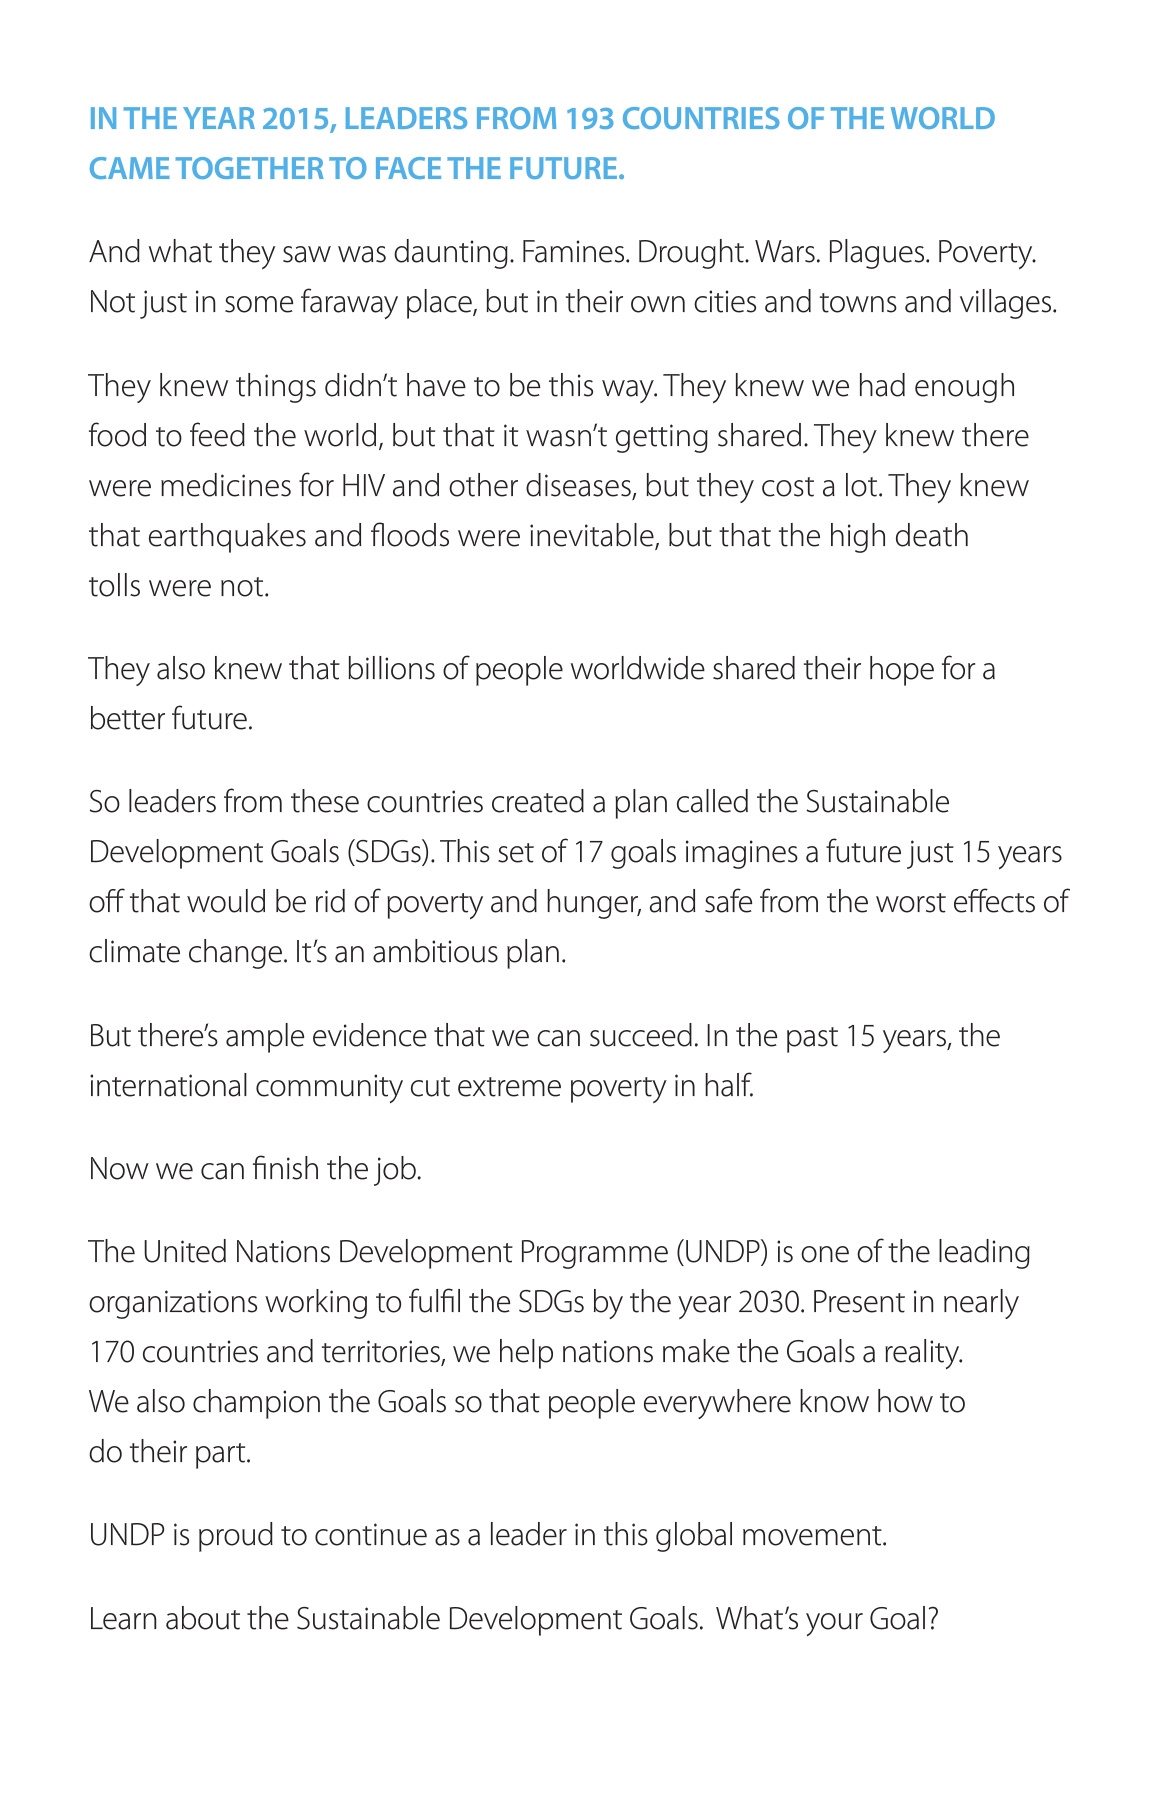 IN THE YEAR 2015, LEADERS FROM 193 COUNTRIES OF THE WORLD
CAME TOGETHER TO FACE THE FUTURE.
And what they saw was daunting. Famines. Drought. Wars. Plagues. Poverty.
Not just in some faraway place, but in their own cities and towns and villages.
They knew things didn’t have to be this way. They knew we had enough
food to feed the world, but that it wasn’t getting shared. They knew there
were medicines for HIV and other diseases, but they cost a lot. They knew
that earthquakes and floods were inevitable, but that the high death
tolls were not.
They also knew that billions of people worldwide shared their hope for a
better future.
So leaders from these countries created a plan called the Sustainable
Development Goals (SDGs). This set of 17 goals imagines a future just 15 years
off that would be rid of poverty and hunger, and safe from the worst effects of
climate change. It’s an ambitious plan.
But there’s ample evidence that we can succeed. In the past 15 years, the
international community cut extreme poverty in half.
Now we can finish the job.
The United Nations Development Programme (UNDP) is one of the leading
organizations working to fulfil the SDGs by the year 2030. Present in nearly
170 countries and territories, we help nations make the Goals a reality.
We also champion the Goals so that people everywhere know how to
do their part.
UNDP is proud to continue as a leader in this global movement.
Learn about the Sustainable Development Goals.  What’s your Goal?